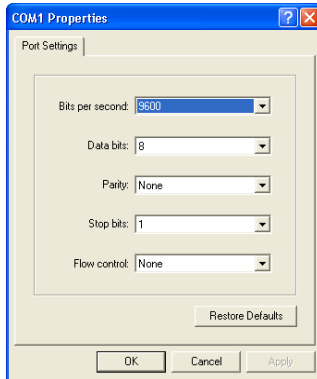 COM1 Properties
Port Settings
Bits per second: 9600
Data bits: 8
Parity: None
Stop bits: 1
Flow control: None
Restore Defaults
OK Cancel Apply